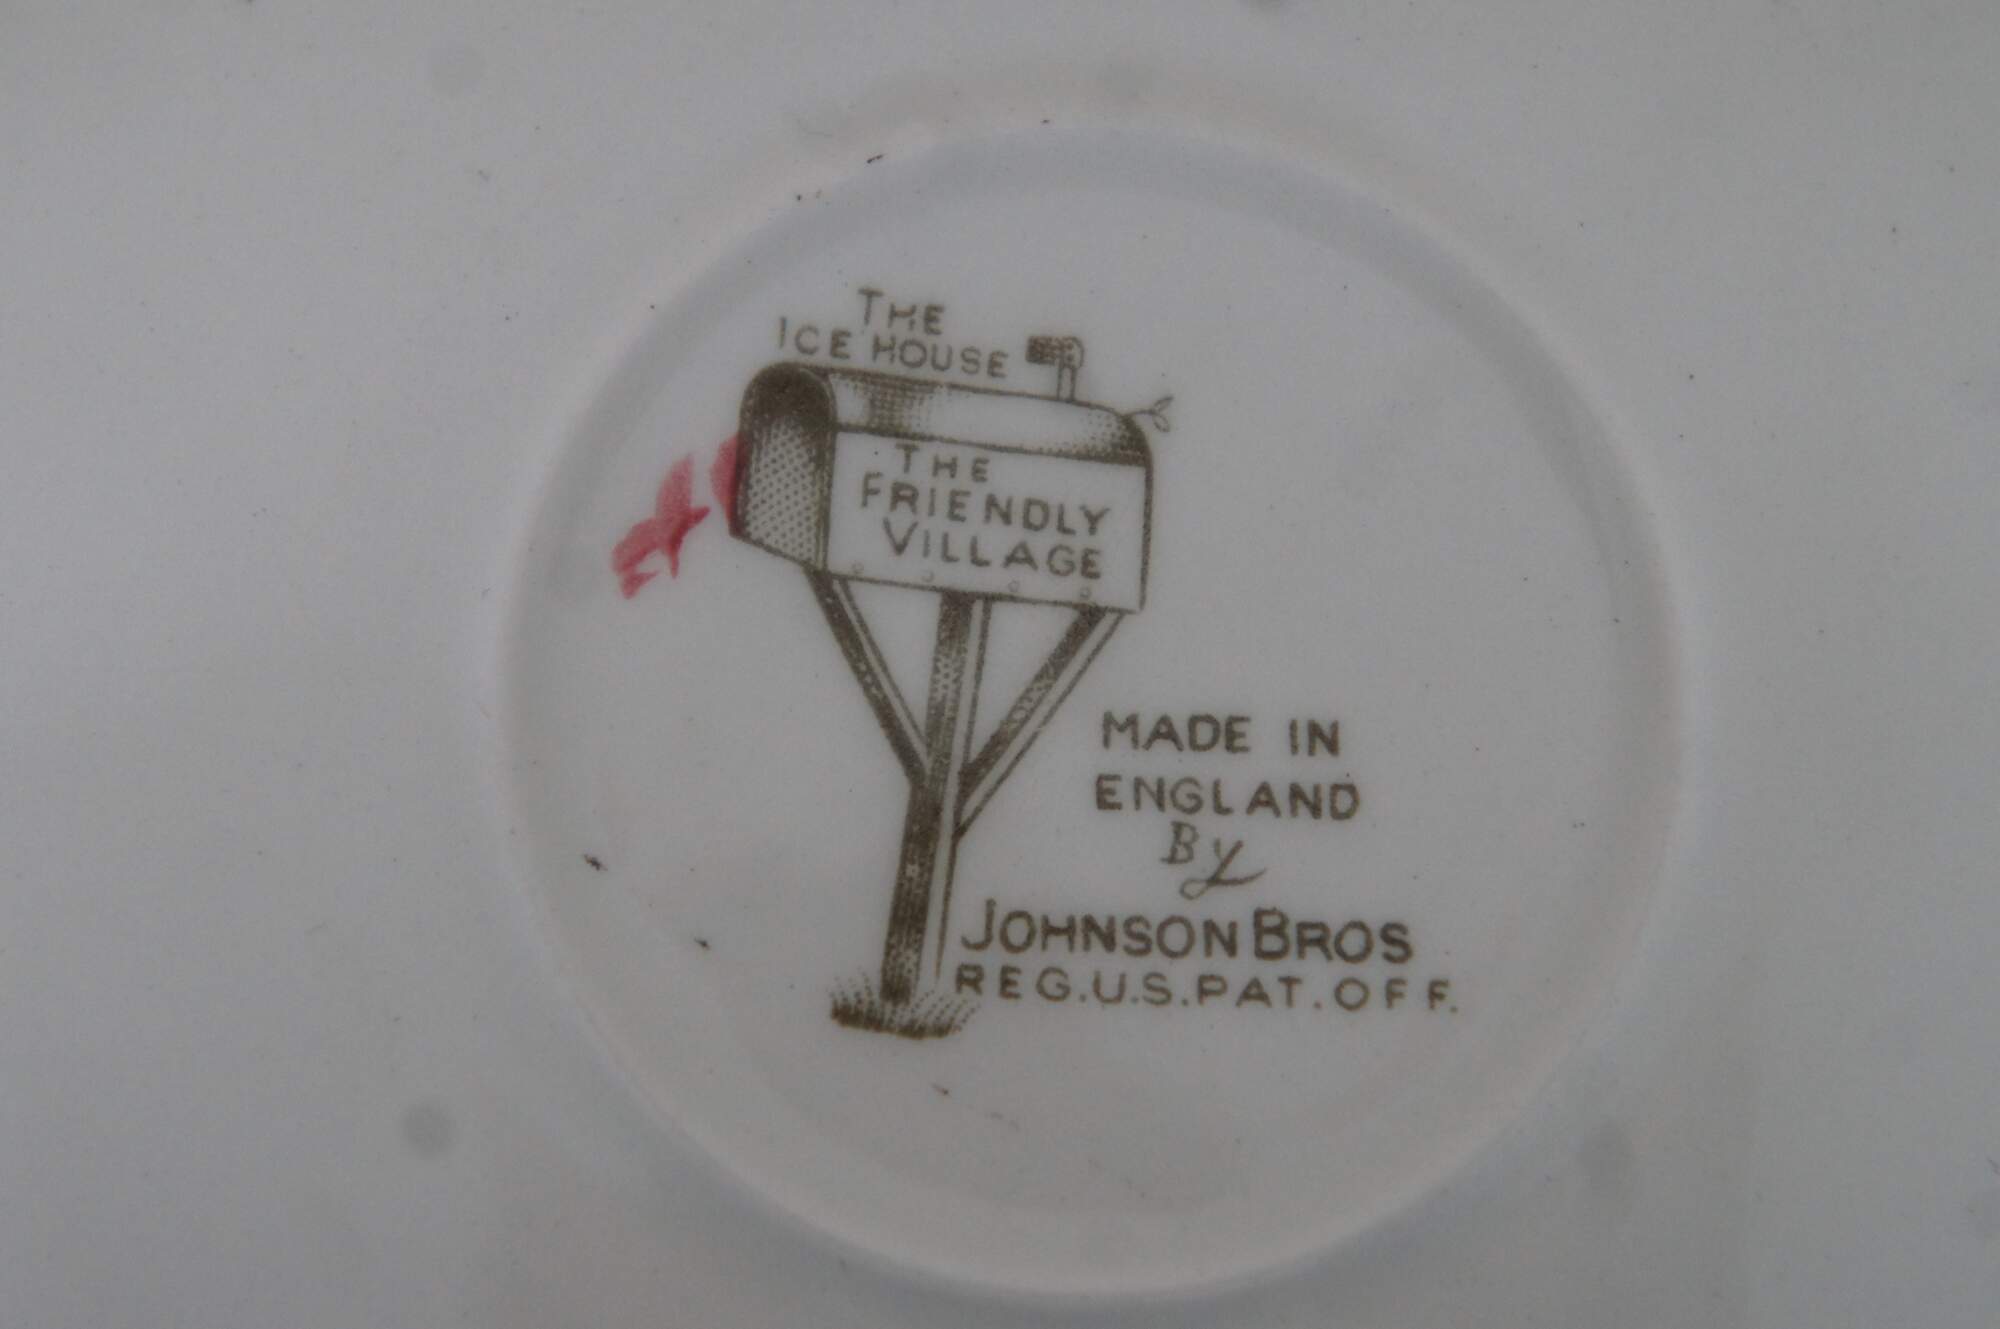 THE
ICE HOUSE
THE
FRIENDLY
VILLAGE
MADE IN
ENGLAND
By
JOHNSON BROS
REG.U.S.PAT.OFF.